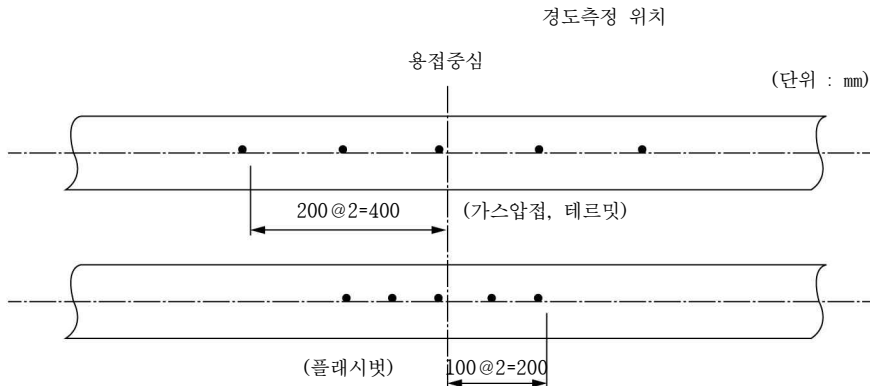 경도측정 위치
용접중심
(단위 : ㎜)
200@2=400
(가스압접, 테르밋)
(플래시벗)
100@2=200